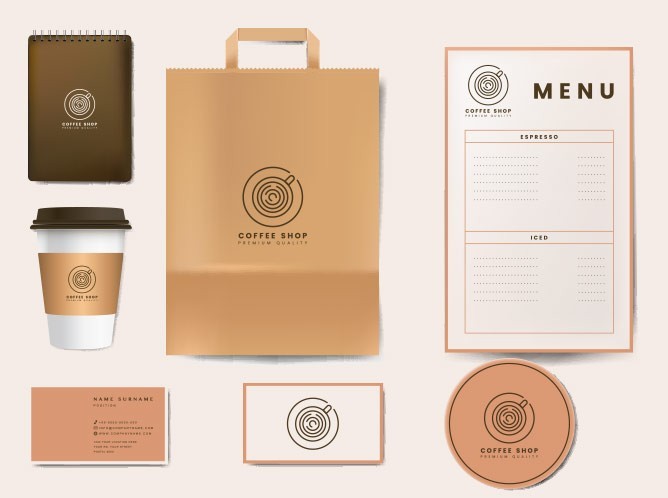 COFFEE SHOP
PREMIUM QUALITY
COFFEE SHOP
PREMIUM QUALITY
COFFEE SHOP
PREMIUM QUALITY
MENU
COFFEE SHOP
PREMIUM QUALITY
ESPRESSO
ICED
NAME SURNAME
POSITION
COFFEE SHOP
PREMIUM QUALITY